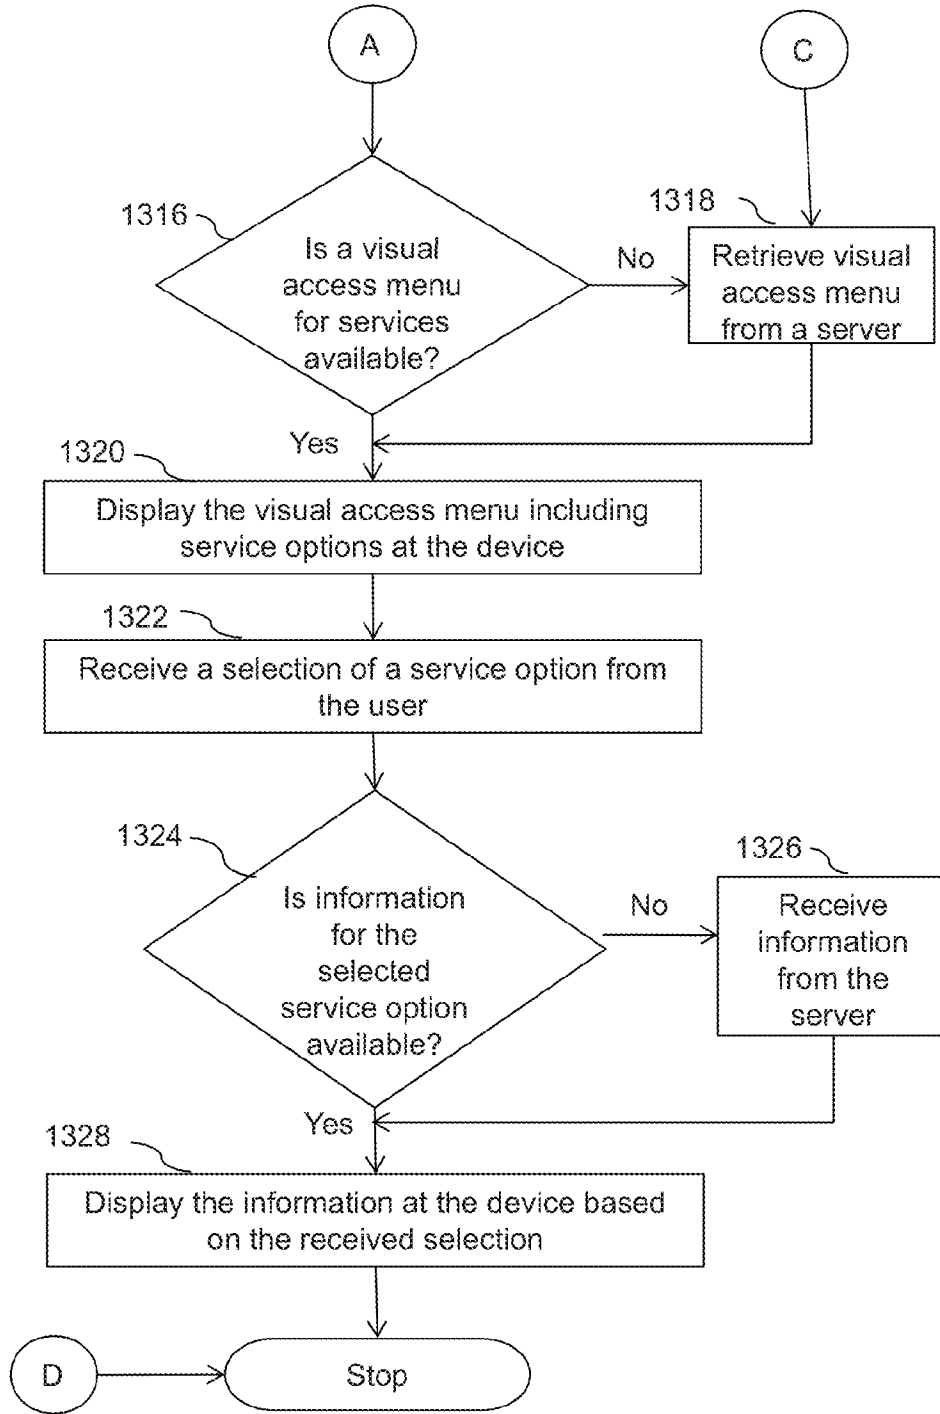 A
C
1316
1318
Is a visual
access menu
for services
available?
No
Retrieve visual
access menu
from a server
Yes
1320
Display the visual access menu including
service options at the device
1322
Receive a selection of a service option from
the user
1324
1326
Is information
for the
selected
service option
available?
No
Receive
information
from the
server
Yes
1328
Display the information at the device based
on the received selection
D
Stop